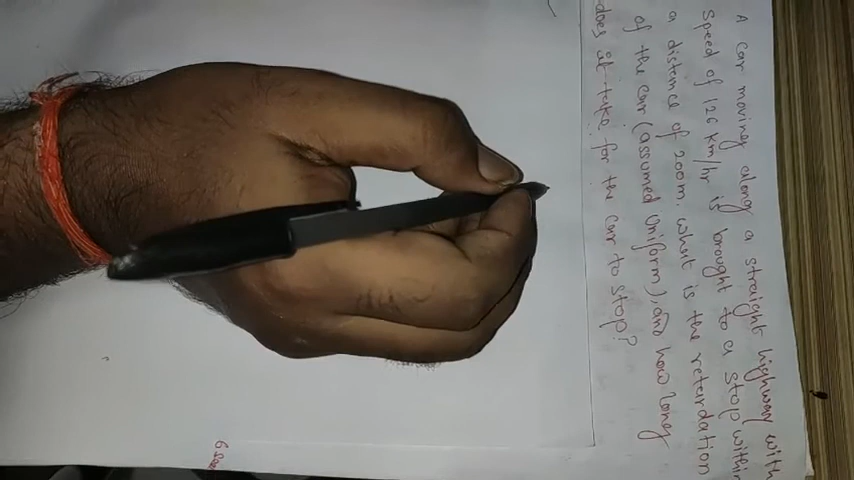 A car moving along a straight highway with
speed of 126 km/hr is brought to a stop within
a distance of 200m. what is the retardation
of the car (assumed Uniform), and how long
does it take for the car to stop?